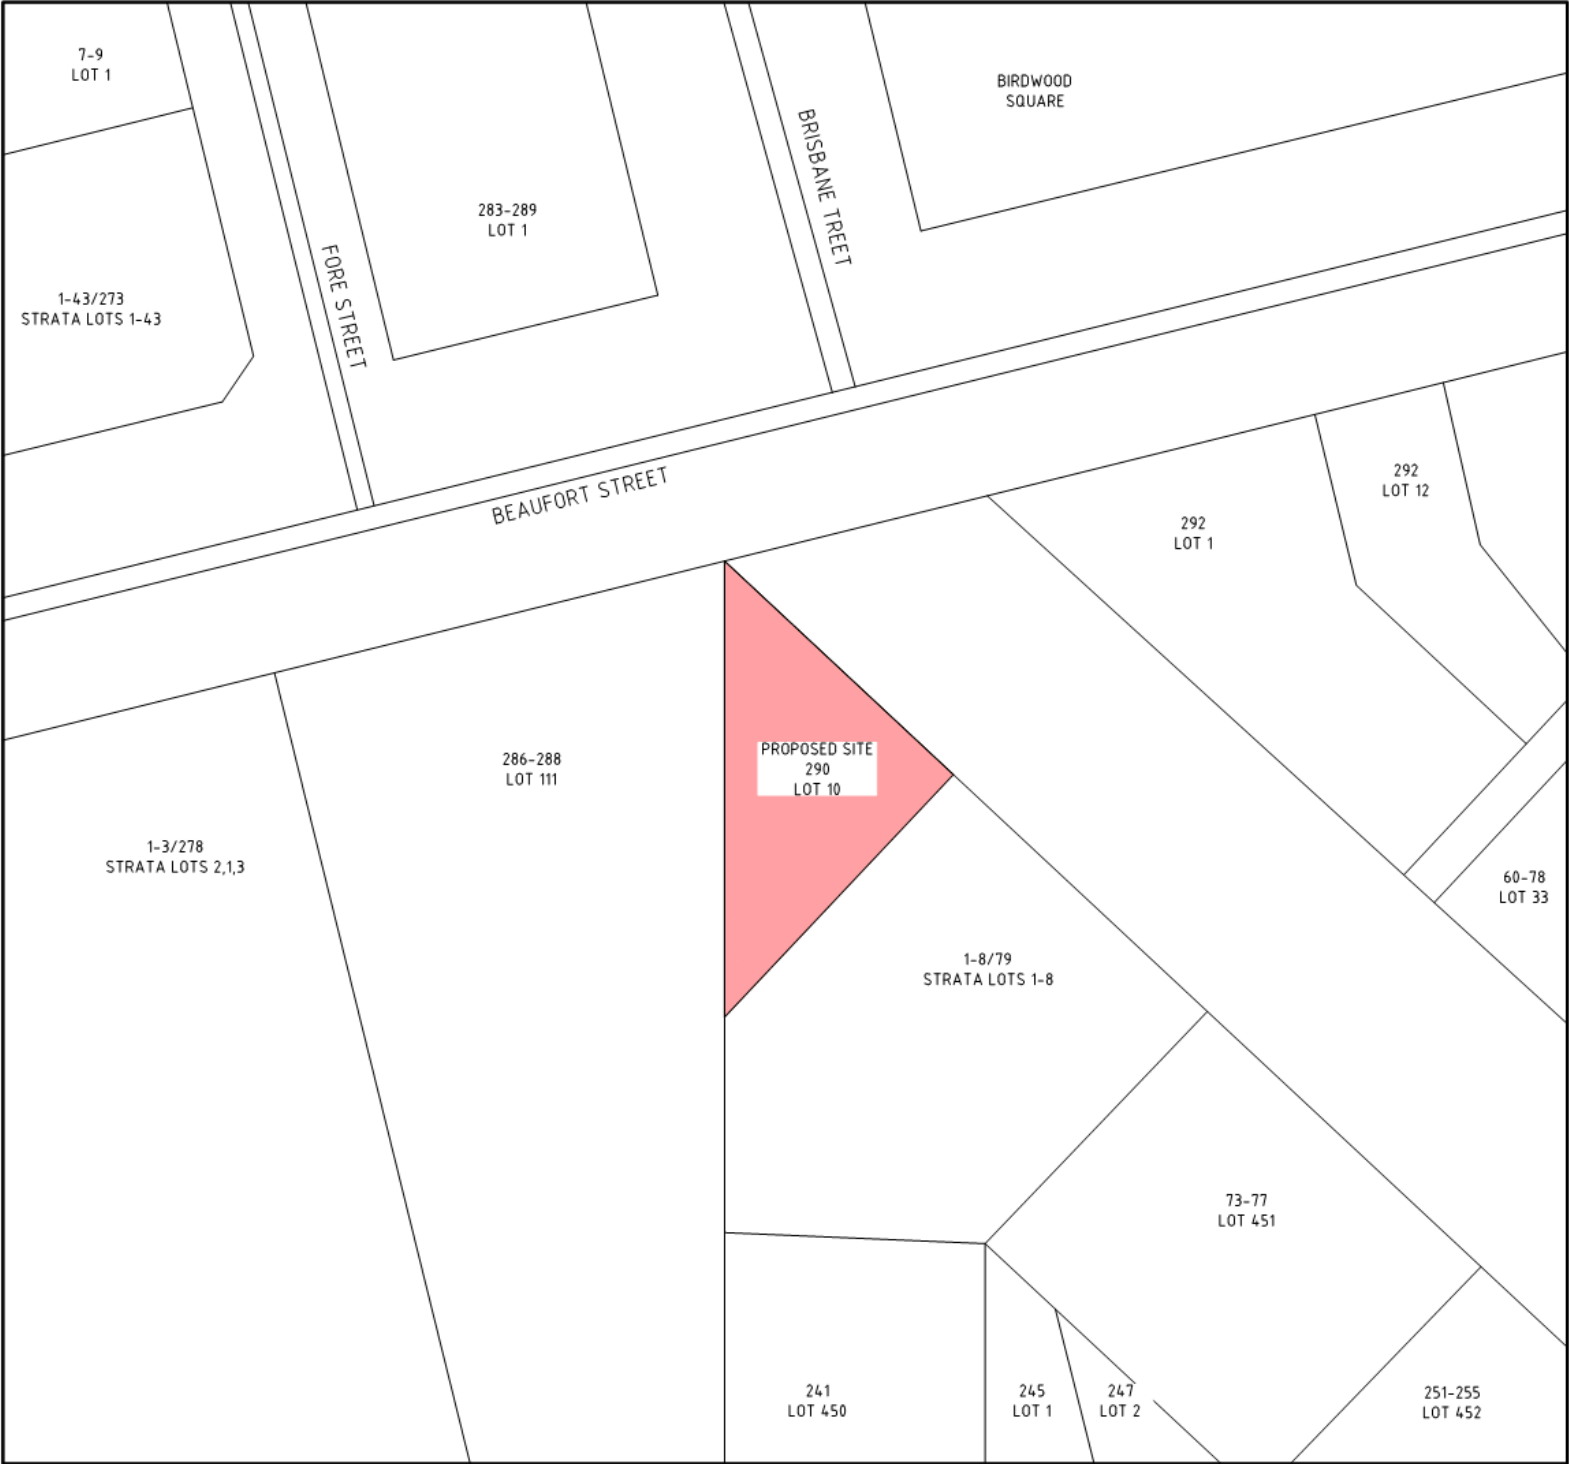 7-9
LOT 1
BIRDWOOD
SQUARE
BRISBANE TREET
283-289
LOT 1
FORE STREET
1-43/273
STRATA LOTS 1-43
BEAUFORT STREET
292
LOT 12
292
LOT 1
PROPOSED SITE
290
LOT 10
286-288
LOT 111
1-3/278
STRATA LOTS 2,1,3
60-78
LOT 33
1-8/79
STRATA LOTS 1-8
73-77
LOT 451
241
LOT 450
245
LOT 1
247
LOT 2
251-255
LOT 452